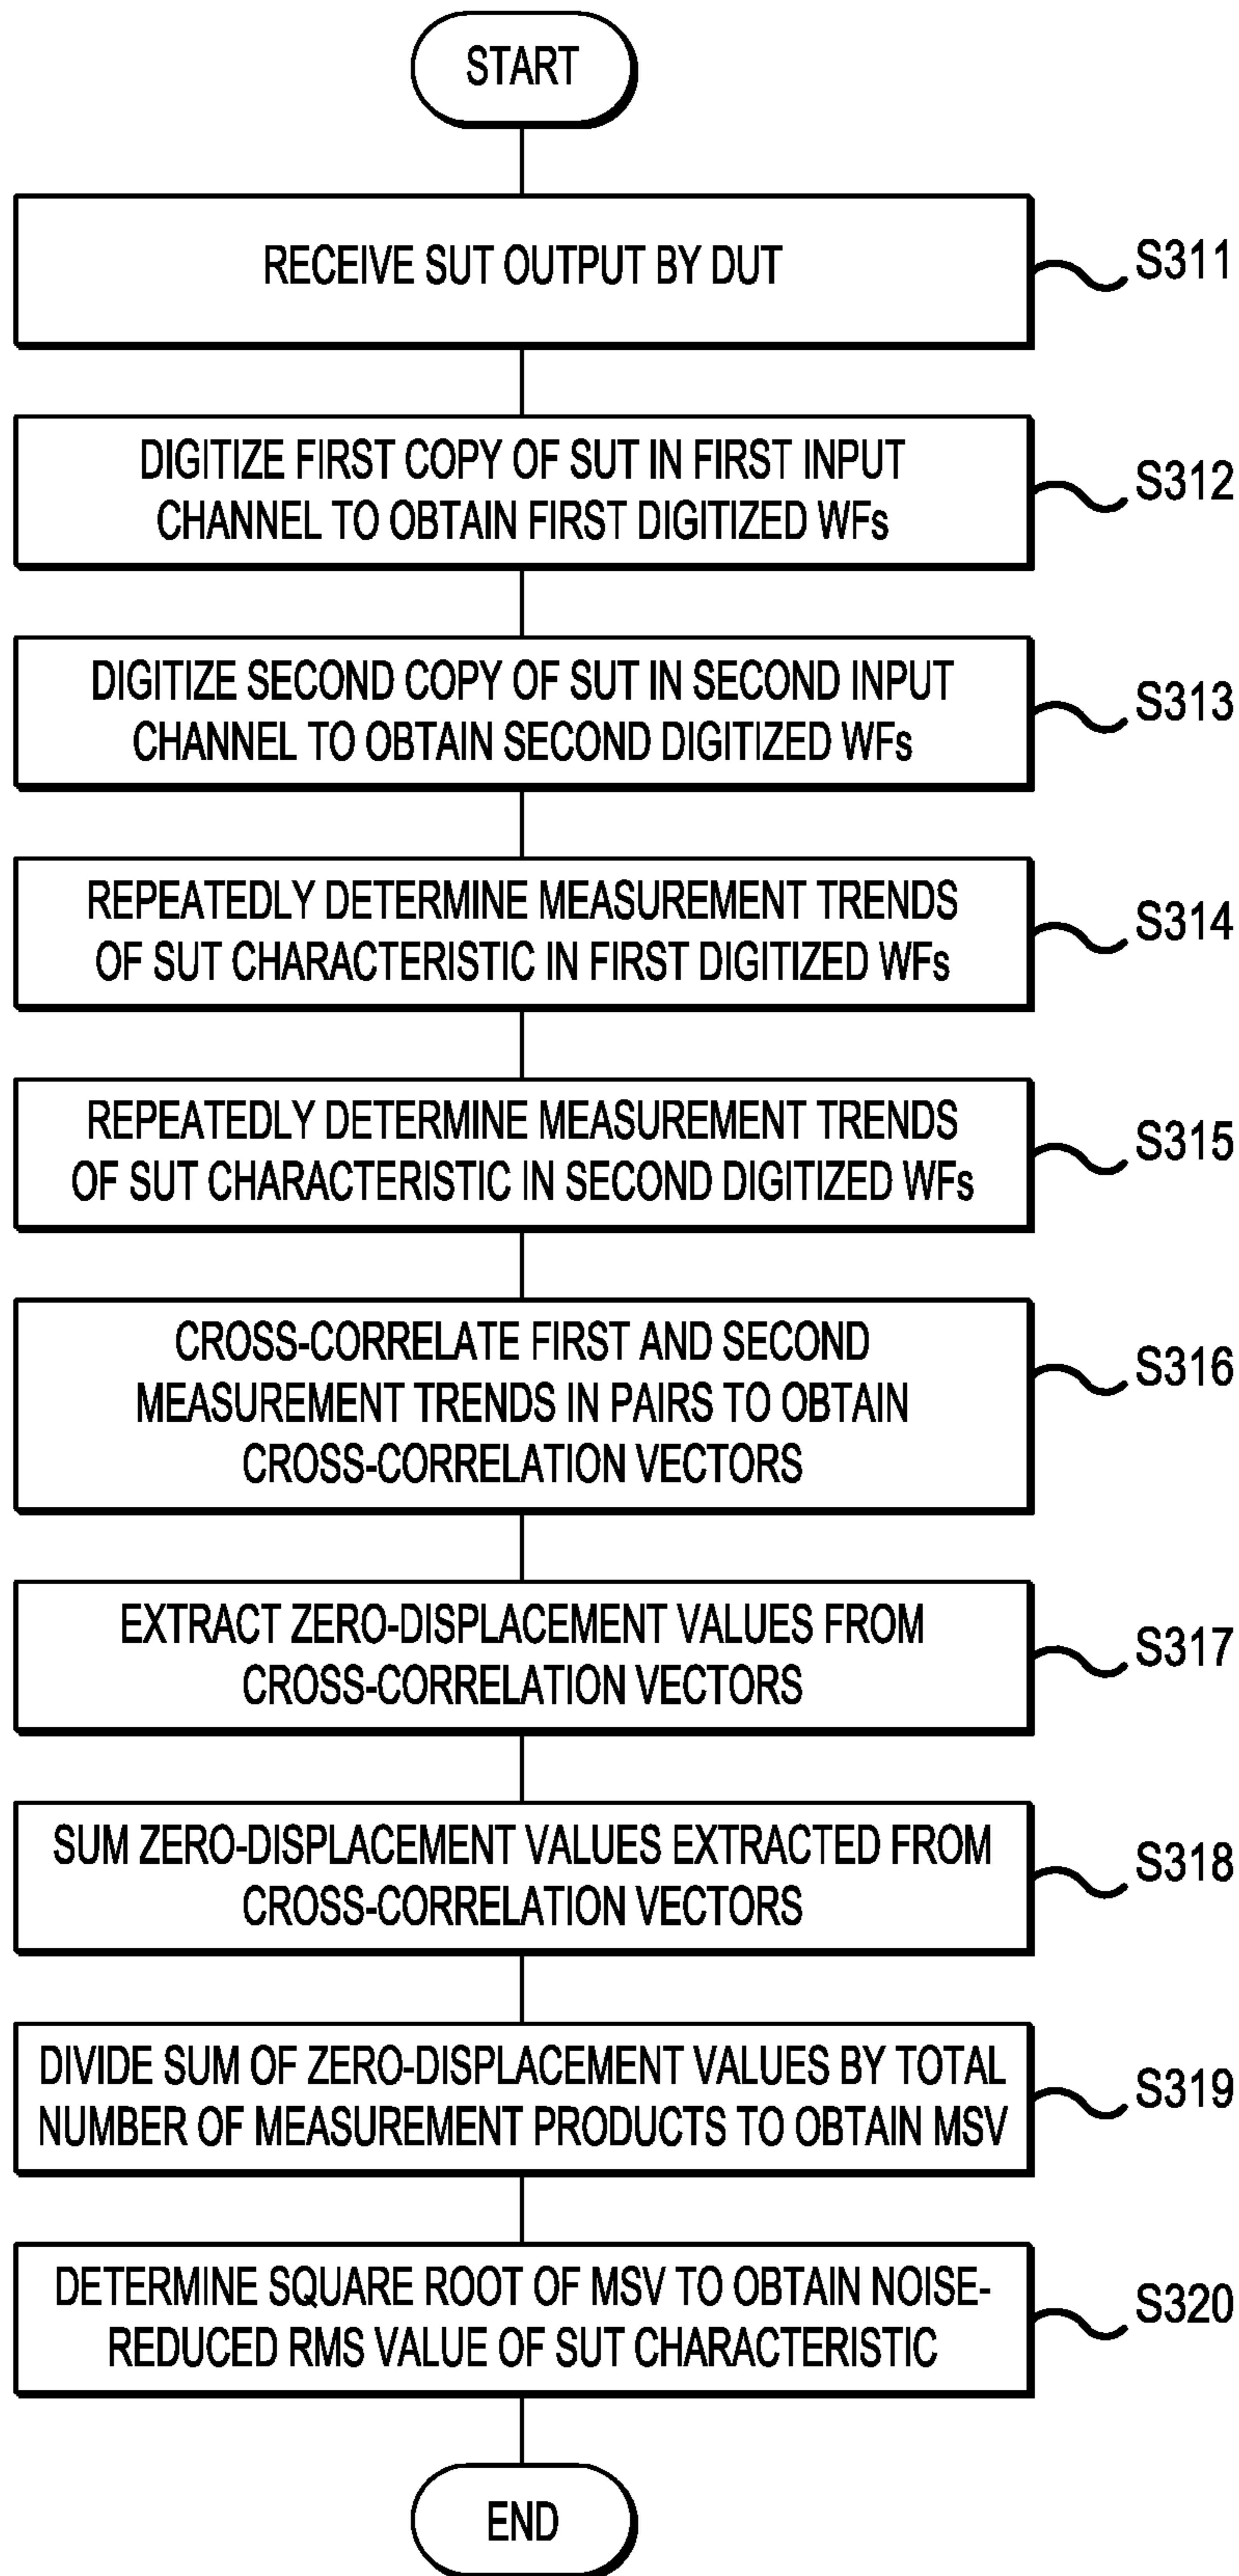 START
RECEIVE SUT OUTPUT BY DUT
S311
DIGITIZE FIRST COPY OF SUT IN FIRST INPUT
CHANNEL TO OBTAIN FIRST DIGITIZED WFs
S312
DIGITIZE SECOND COPY OF SUT IN SECOND INPUT
CHANNEL TO OBTAIN SECOND DIGITIZED WFs
S313
REPEATEDLY DETERMINE MEASUREMENT TRENDS
OF SUT CHARACTERISTIC IN FIRST DIGITIZED WFs
S314
REPEATEDLY DETERMINE MEASUREMENT TRENDS
OF SUT CHARACTERISTIC IN SECOND DIGITIZED WFs
S315
CROSS-CORRELATE FIRST AND SECOND
MEASUREMENT TRENDS IN PAIRS TO OBTAIN
CROSS-CORRELATION VECTORS
S316
EXTRACT ZERO-DISPLACEMENT VALUES FROM
CROSS-CORRELATION VECTORS
S317
SUM ZERO-DISPLACEMENT VALUES EXTRACTED FROM
CROSS-CORRELATION VECTORS
S318
DIVIDE SUM OF ZERO-DISPLACEMENT VALUES BY TOTAL
NUMBER OF MEASUREMENT PRODUCTS TO OBTAIN MSV
S319
DETERMINE SQUARE ROOT OF MSV TO OBTAIN NOISE-
REDUCED RMS VALUE OF SUT CHARACTERISTIC
S320
END